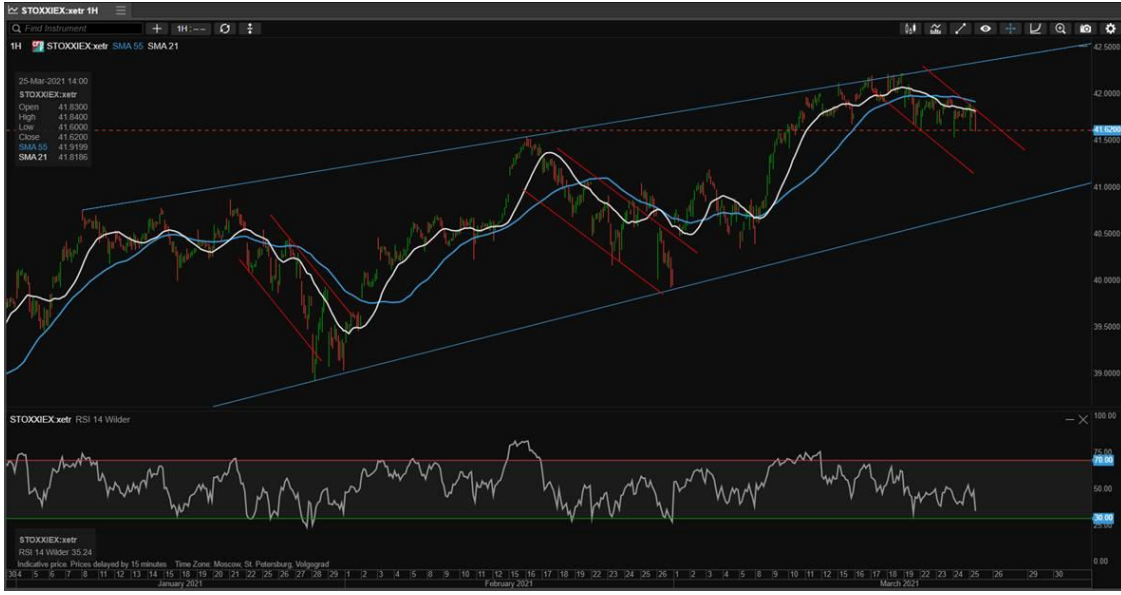 STOXXIEX:xetr 1H
Find Instrument 1H : --
1H STOXXIEX:xetr SMA 55 SMA 21
25-Mar-2021 14:00
STOXXIEX:xetr
Open 41.8300
High 41.8400
Low 41.6000
Close 41.6200
SMA 55 41.9199
SMA 21 41.8186
42.5000
42.0000
41.6200
41.5000
41.0000
40.5000
40.0000
39.5000
39.0000
STOXXIEX:xetr RSI 14 Wilder
100.00
75.00
70.00
50.00
30.00
25.00
0.00
STOXXIEX:xetr
RSI 14 Wilder 35.24
Indicative price. Prices delayed by 15 minutes Time Zone: Moscow, St. Petersburg, Volgograd
30 4 5 6 7 8 11 12 13 14 15 18 19 20 21 22 25 26 27 28 29 1 2 3 4 5 8 9 10 11 12 15 16 17 18 19 22 23 24 25 26 1 2 3 4 5 8 9 10 11 12 15 16 17 18 19 22 23 24 25 26 29 30
January 2021 February 2021 March 2021